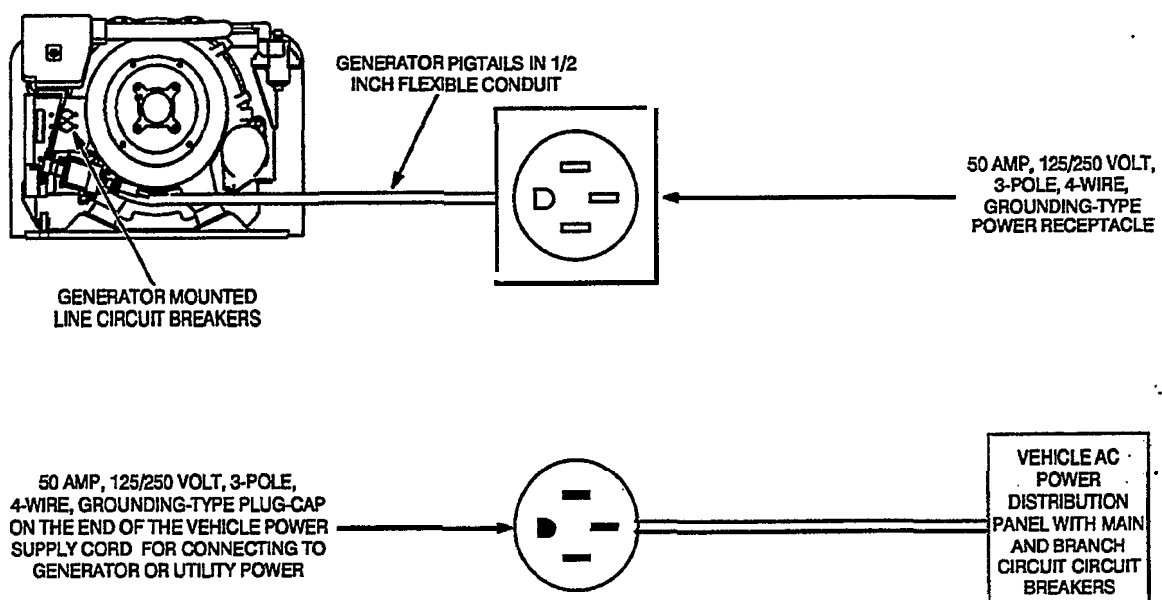 GENERATOR PIGTAILS IN 1/2
INCH FLEXIBLE CONDUIT
50 AMP, 125/250 VOLT,
3-POLE, 4-WIRE,
GROUNDING-TYPE
POWER RECEPTACLE
GENERATOR MOUNTED
LINE CIRCUIT BREAKERS
50 AMP, 125/250 VOLT, 3-POLE,
4-WIRE, GROUNDING-TYPE PLUG-CAP
ON THE END OF THE VEHICLE POWER
SUPPLY CORD FOR CONNECTING TO
GENERATOR OR UTILITY POWER
VEHICLE AC
POWER
DISTRIBUTION
PANEL WITH MAIN
AND BRANCH
CIRCUIT CIRCUIT
BREAKERS